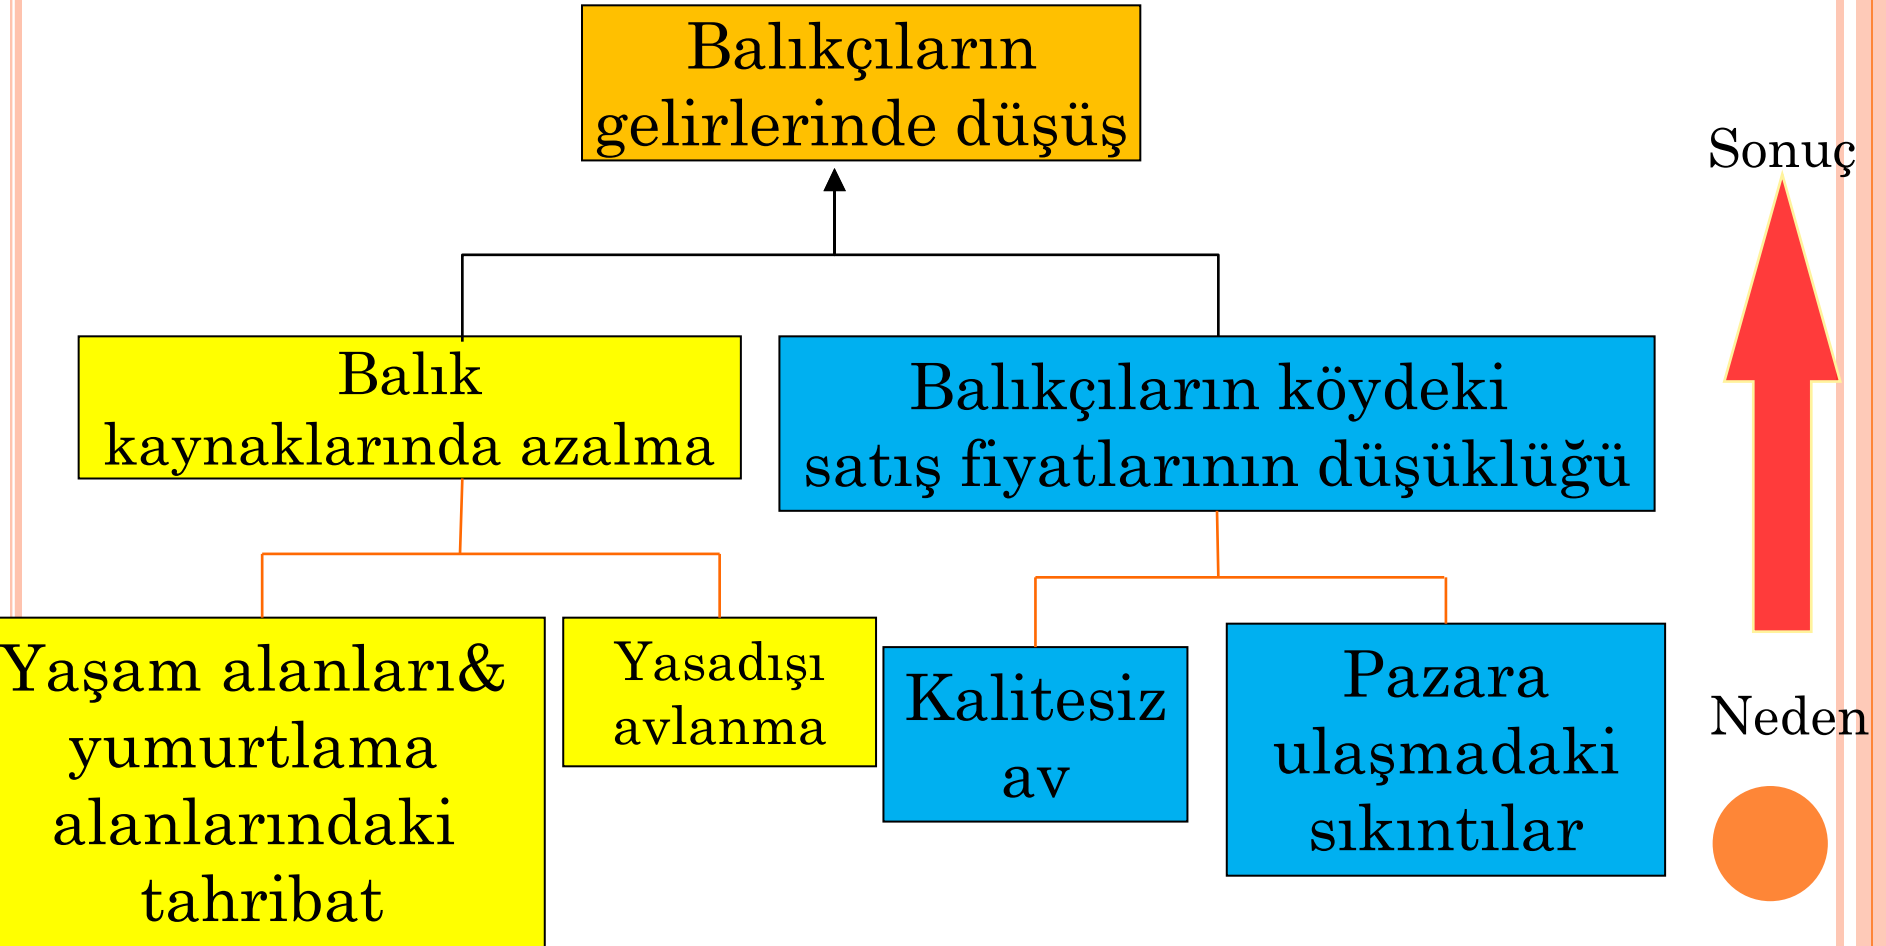 Balıkçıların
gelirlerinde düşüş
Sonuç
Balık
kaynaklarında azalma
Balıkçıların köydeki
satış fiyatlarının düşüklüğü
Yaşam alanları&
yumurtlama
alanlarındaki
tahribat
Yasadışı
avlanma
Kalitesiz
av
Pazara
ulaşmadaki
sıkıntılar
Neden